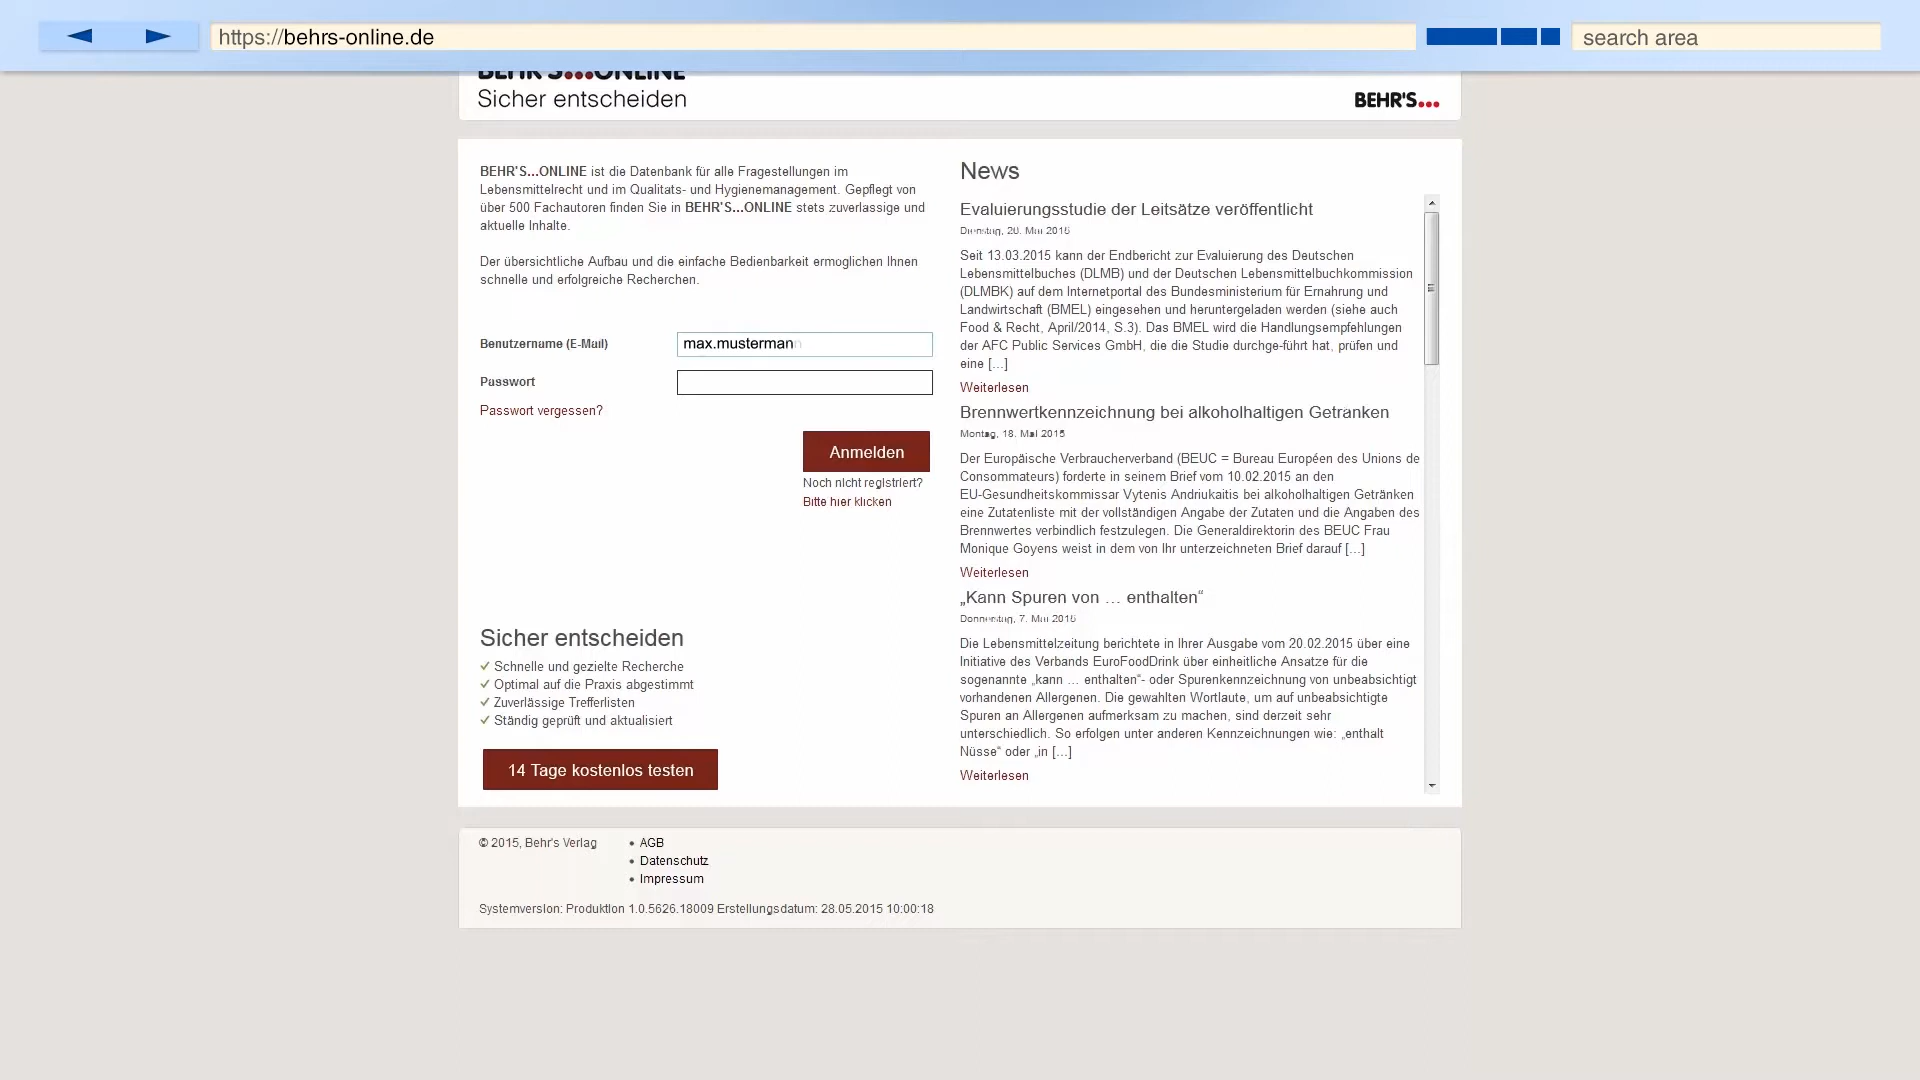 https://behrs-online.de
search area
BEHR'S...ONLINE
Sicher entscheiden
BEHR'S...
BEHR'S...ONLINE ist die Datenbank für alle Fragestellungen im
Lebensmittelrecht und im Qualitats- und Hygienemanagement. Gepflegt von
über 500 Fachautoren finden Sie in BEHR'S...ONLINE stets zuverlassige und
aktuelle Inhalte.
Der übersichtliche Aufbau und die einfache Bedienbarkeit ermoglichen Ihnen
schnelle und erfolgreiche Recherchen.
Benutzername (E-Mail)
max.mustermann
Passwort
Passwort vergessen?
Anmelden
Noch nicht registriert?
Bitte hier klicken
Sicher entscheiden
✓ Schnelle und gezielte Recherche
✓ Optimal auf die Praxis abgestimmt
✓ Zuverlässige Trefferlisten
✓ Ständig geprüft und aktualisiert
14 Tage kostenlos testen
News
Evaluierungsstudie der Leitsätze veröffentlicht
Dienstag, 26. Mai 2015
Seit 13.03.2015 kann der Endbericht zur Evaluierung des Deutschen
Lebensmittelbuches (DLMB) und der Deutschen Lebensmittelbuchkommission
(DLMBK) auf dem Internetportal des Bundesministerium für Ernahrung und
Landwirtschaft (BMEL) eingesehen und heruntergeladen werden (siehe auch
Food & Recht, April/2014, S.3). Das BMEL wird die Handlungsempfehlungen
der AFC Public Services GmbH, die die Studie durchge-führt hat, prüfen und
eine [...]
Weiterlesen
Brennwertkennzeichnung bei alkoholhaltigen Getranken
Montag, 18. Mai 2015
Der Europäische Verbraucherverband (BEUC = Bureau Européen des Unions de
Consommateurs) forderte in seinem Brief vom 10.02.2015 an den
EU-Gesundheitskommissar Vytenis Andriukaitis bei alkoholhaltigen Getränken
eine Zutatenliste mit der vollständigen Angabe der Zutaten und die Angaben des
Brennwertes verbindlich festzulegen. Die Generaldirektorin des BEUC Frau
Monique Goyens weist in dem von Ihr unterzeichneten Brief darauf [...]
Weiterlesen
„Kann Spuren von … enthalten“
Donnerstag, 7. Mai 2015
Die Lebensmittelzeitung berichtete in Ihrer Ausgabe vom 20.02.2015 über eine
Initiative des Verbands EuroFoodDrink über einheitliche Ansatze für die
sogenannte „kann … enthalten“- oder Spurenkennzeichnung von unbeabsichtigt
vorhandenen Allergenen. Die gewahlten Wortlaute, um auf unbeabsichtigte
Spuren an Allergenen aufmerksam zu machen, sind derzeit sehr
unterschiedlich. So erfolgen unter anderen Kennzeichnungen wie: „enthalt
Nüsse“ oder „in [...]
Weiterlesen
© 2015, Behr's Verlag
• AGB
• Datenschutz
• Impressum
Systemversion: Produktion 1.0.5626.18009 Erstellungsdatum: 28.05.2015 10:00:18